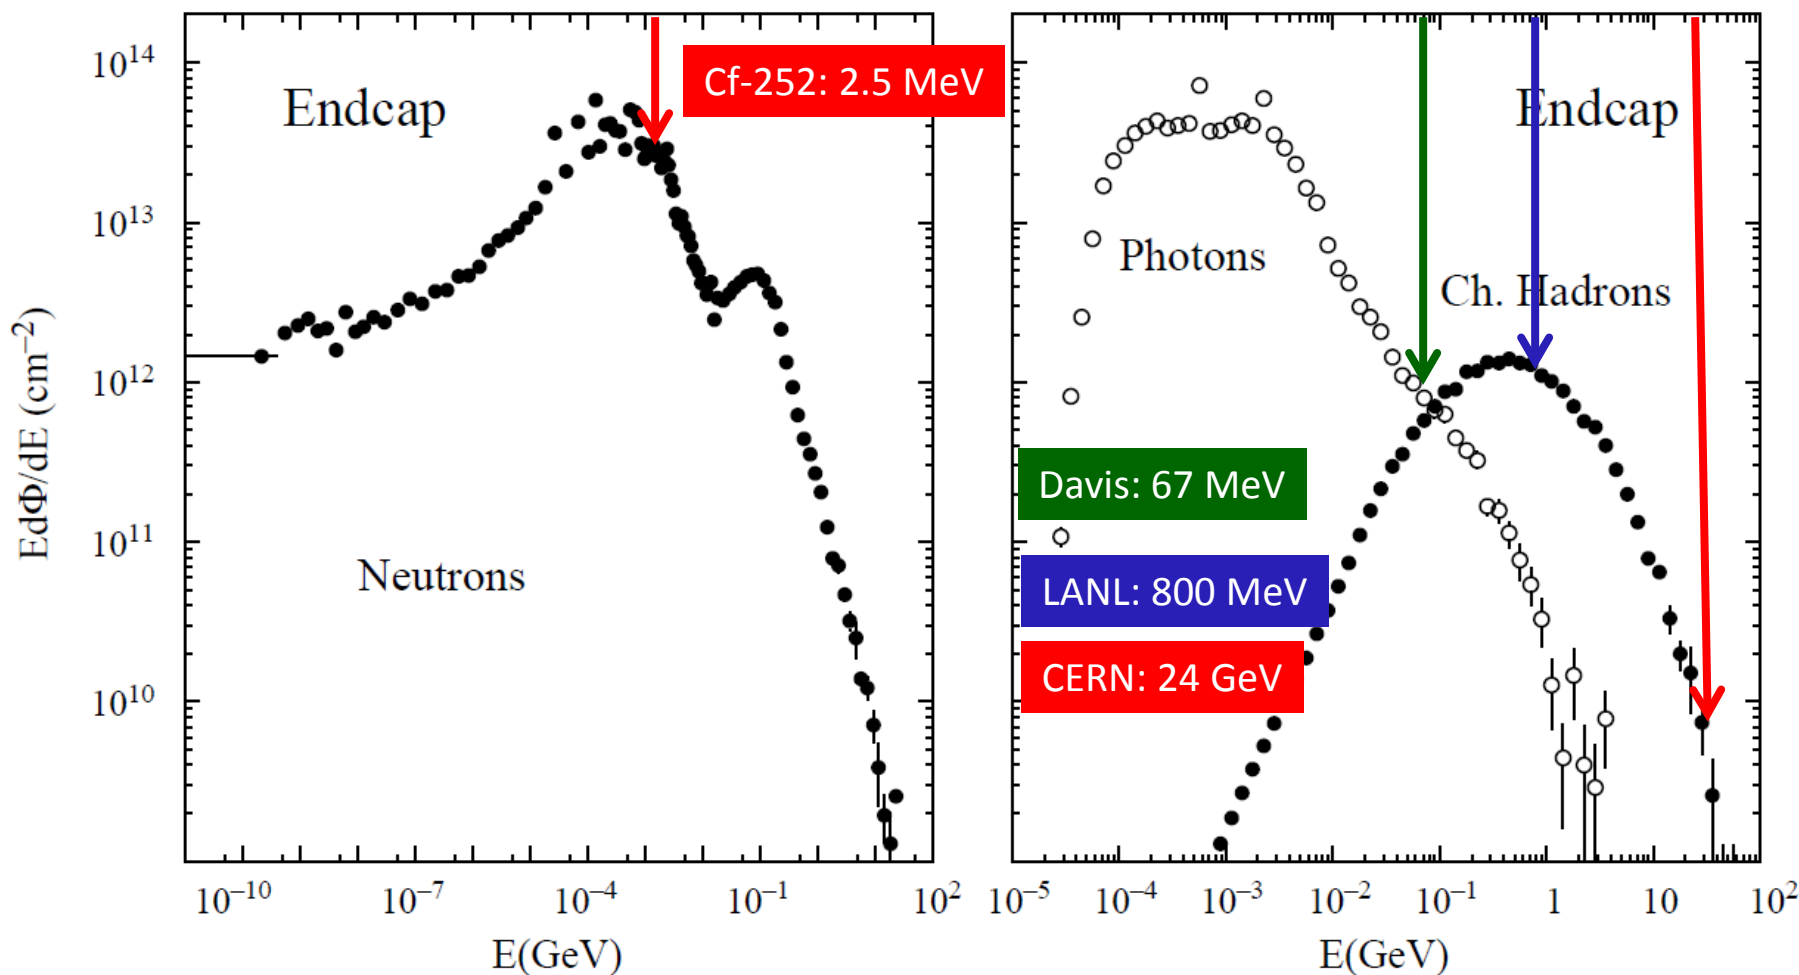 10¹⁴
10¹³
10¹²
10¹¹
10¹⁰
EdΦ/dE (cm⁻²)
Endcap
Cf-252: 2.5 MeV
Neutrons
10⁻¹⁰ 10⁻⁷ 10⁻⁴ 10⁻¹ 10²
E(GeV)
Endcap
Photons
Ch. Hadrons
Davis: 67 MeV
LANL: 800 MeV
CERN: 24 GeV
10⁻⁵ 10⁻⁴ 10⁻³ 10⁻² 10⁻¹ 1 10 10²
E(GeV)